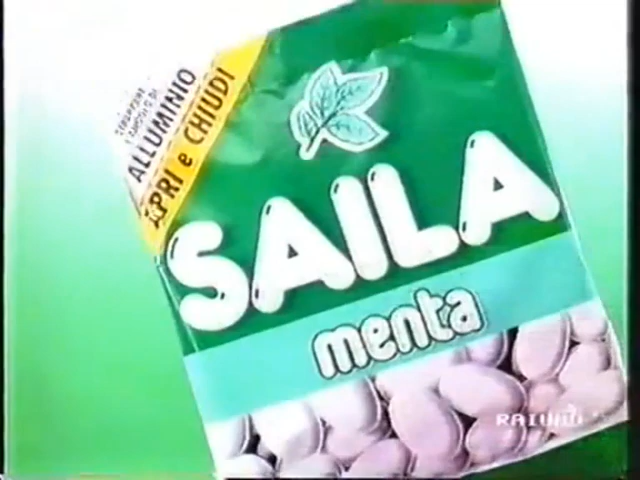 ALLUMINIO
APRI e CHIUDI
SAILA
menta
RAIUNO